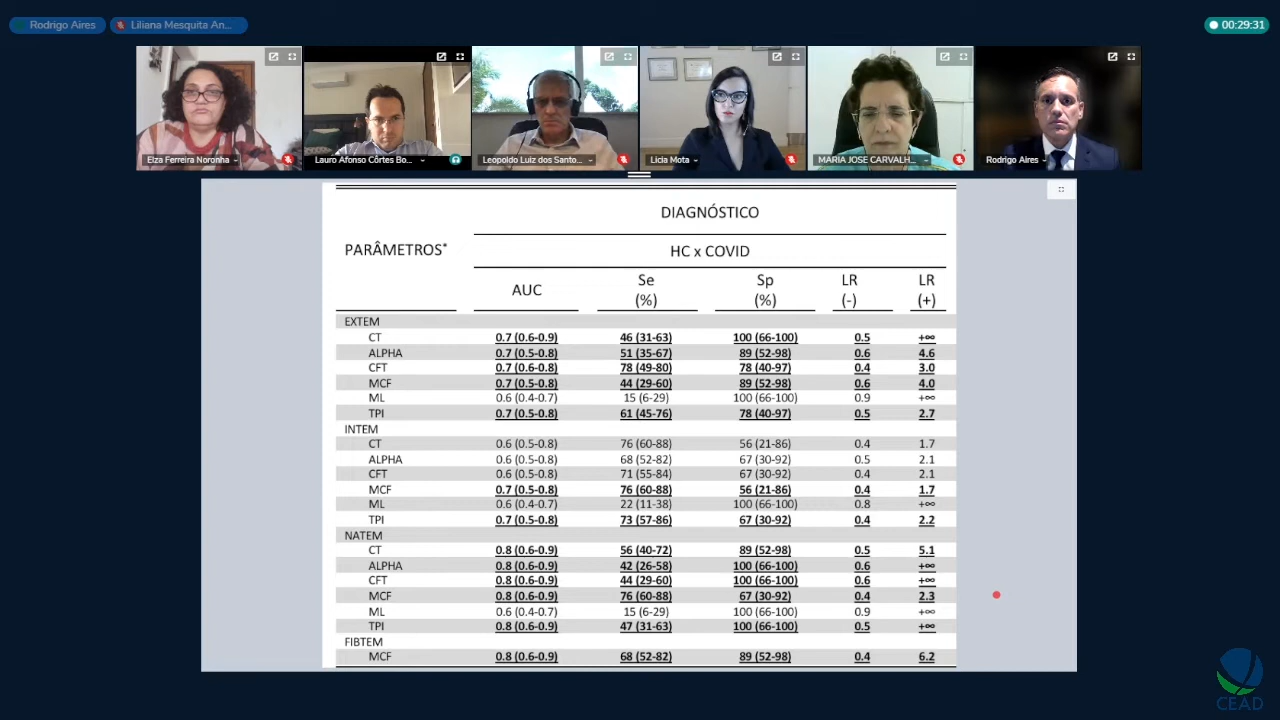 Rodrigo Aires
Liliana Mesquita An...
00:29:31
Elza Ferreira Noronha
Lauro Afonso Côrtes Bo...
Leopoldo Luiz dos Santo...
Licia Mota
MARIA JOSE CARVALH...
Rodrigo Aires
DIAGNÓSTICO
PARÂMETROS*
HC x COVID
AUC Se (%) Sp (%) LR (-) LR (+)
EXTEM
CT 0.7 (0.6-0.9) 46 (31-63) 100 (66-100) 0.5 +∞
ALPHA 0.7 (0.5-0.8) 51 (35-67) 89 (52-98) 0.6 4.6
CFT 0.7 (0.6-0.8) 78 (49-80) 78 (40-97) 0.4 3.0
MCF 0.7 (0.5-0.8) 44 (29-60) 89 (52-98) 0.6 4.0
ML 0.6 (0.4-0.7) 15 (6-29) 100 (66-100) 0.9 +∞
TPI 0.7 (0.5-0.8) 61 (45-76) 78 (40-97) 0.5 2.7
INTEM
CT 0.6 (0.5-0.8) 76 (60-88) 56 (21-86) 0.4 1.7
ALPHA 0.6 (0.5-0.8) 68 (52-82) 67 (30-92) 0.5 2.1
CFT 0.6 (0.5-0.8) 71 (55-84) 67 (30-92) 0.4 2.1
MCF 0.7 (0.5-0.8) 76 (60-88) 56 (21-86) 0.4 1.7
ML 0.6 (0.4-0.7) 22 (11-38) 100 (66-100) 0.8 +∞
TPI 0.7 (0.5-0.8) 73 (57-86) 67 (30-92) 0.4 2.2
NATEM
CT 0.8 (0.6-0.9) 56 (40-72) 89 (52-98) 0.5 5.1
ALPHA 0.8 (0.6-0.9) 42 (26-58) 100 (66-100) 0.6 +∞
CFT 0.8 (0.6-0.9) 44 (29-60) 100 (66-100) 0.6 +∞
MCF 0.8 (0.6-0.9) 76 (60-88) 67 (30-92) 0.4 2.3
ML 0.6 (0.4-0.7) 15 (6-29) 100 (66-100) 0.9 +∞
TPI 0.8 (0.6-0.9) 47 (31-63) 100 (66-100) 0.5 +∞
FIBTEM
MCF 0.8 (0.6-0.9) 68 (52-82) 89 (52-98) 0.4 6.2
CEAD